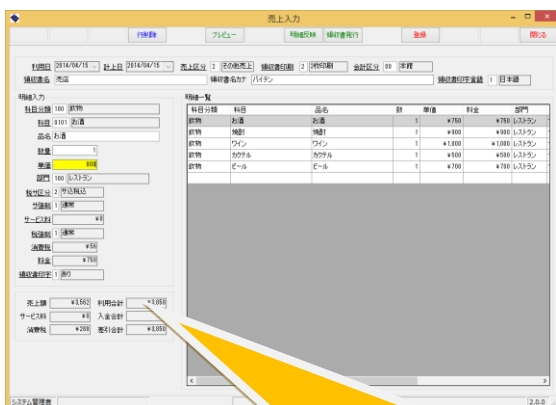 売上入力
行削除 プレビュー 明細反映 領収書発行 登録 閉じる
利用日 2014/04/15 計上日 2014/04/15 売上区分 2 その他売上 領収書印刷 2 2枚印刷 会計区分 00 本館
領収書名 売店 領収書名カナ バイテン 領収書印字言語 1 日本語
明細入力
科目分類 100 飲物
科目 0101 お酒
品名 お酒
数量 1
単価 800
部門 100 レストラン
税サ区分 2 サ込税込
サ強制 1 通常
サービス料 ¥0
税強制 1 通常
消費税 ¥56
料金 ¥750
領収書印字 1 あり
売上額 ¥3,562 利用合計 ¥3,850
サービス料 ¥0 入金合計
消費税 ¥288 差引合計 ¥3,850
明細一覧
科目分類 科目 品名 数 単価 料金 部門
飲物 お酒 お酒 1 ¥750 ¥750 レストラン
飲物 焼酎 焼酎 1 ¥900 ¥900 レストラン
飲物 ワイン ワイン 1 ¥1,000 ¥1,000 レストラン
飲物 カクテル カクテル 1 ¥500 ¥500 レストラン
飲物 ビール ビール 1 ¥700 ¥700 レストラン
システム管理者 2.0.0